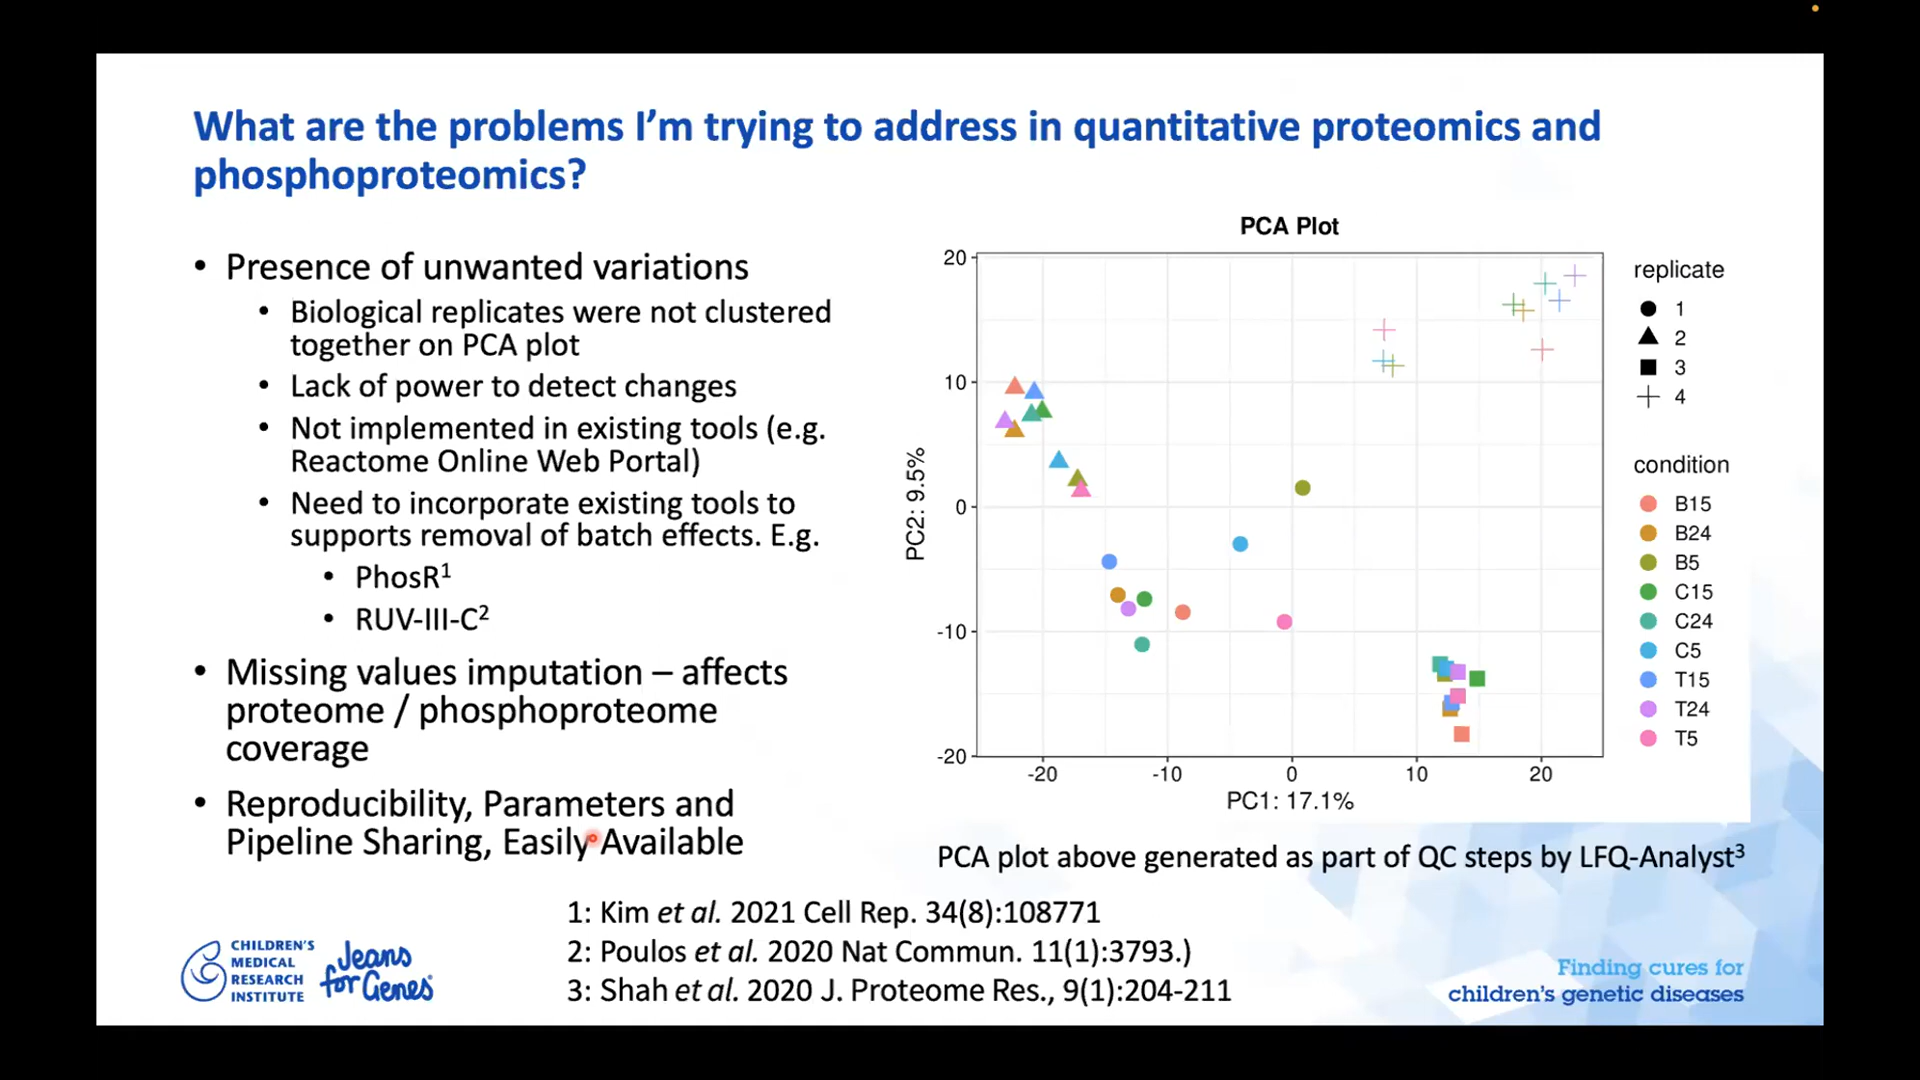 What are the problems I'm trying to address in quantitative proteomics and
phosphoproteomics?
• Presence of unwanted variations
• Biological replicates were not clustered
together on PCA plot
• Lack of power to detect changes
• Not implemented in existing tools (e.g.
Reactome Online Web Portal)
• Need to incorporate existing tools to
supports removal of batch effects. E.g.
• PhosR¹
• RUV-III-C²
• Missing values imputation – affects
proteome / phosphoproteome
coverage
• Reproducibility, Parameters and
Pipeline Sharing, Easily Available
PCA Plot
20
10
0
-10
-20
PC2: 9.5%
-20 -10 0 10 20
PC1: 17.1%
replicate
1
2
3
4
condition
B15
B24
B5
C15
C24
C5
T15
T24
T5
PCA plot above generated as part of QC steps by LFQ-Analyst³
1: Kim et al. 2021 Cell Rep. 34(8):108771
2: Poulos et al. 2020 Nat Commun. 11(1):3793.)
3: Shah et al. 2020 J. Proteome Res., 9(1):204-211
CHILDREN'S
MEDICAL
RESEARCH
INSTITUTE
Jeans
for Genes
Finding cures for
children's genetic diseases